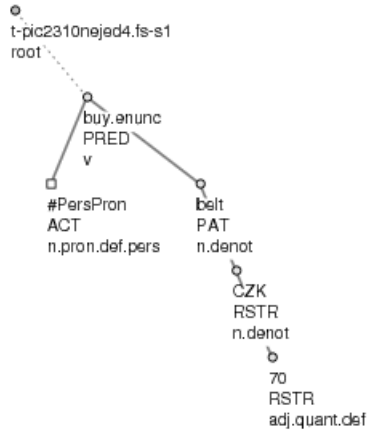 t-pic2310nejed4.fs-s1
root
buy.enunc
PRED
v
#PersPron
ACT
n.pron.def.pers
belt
PAT
n.denot
CZK
RSTR
n.denot
70
RSTR
adj.quant.def